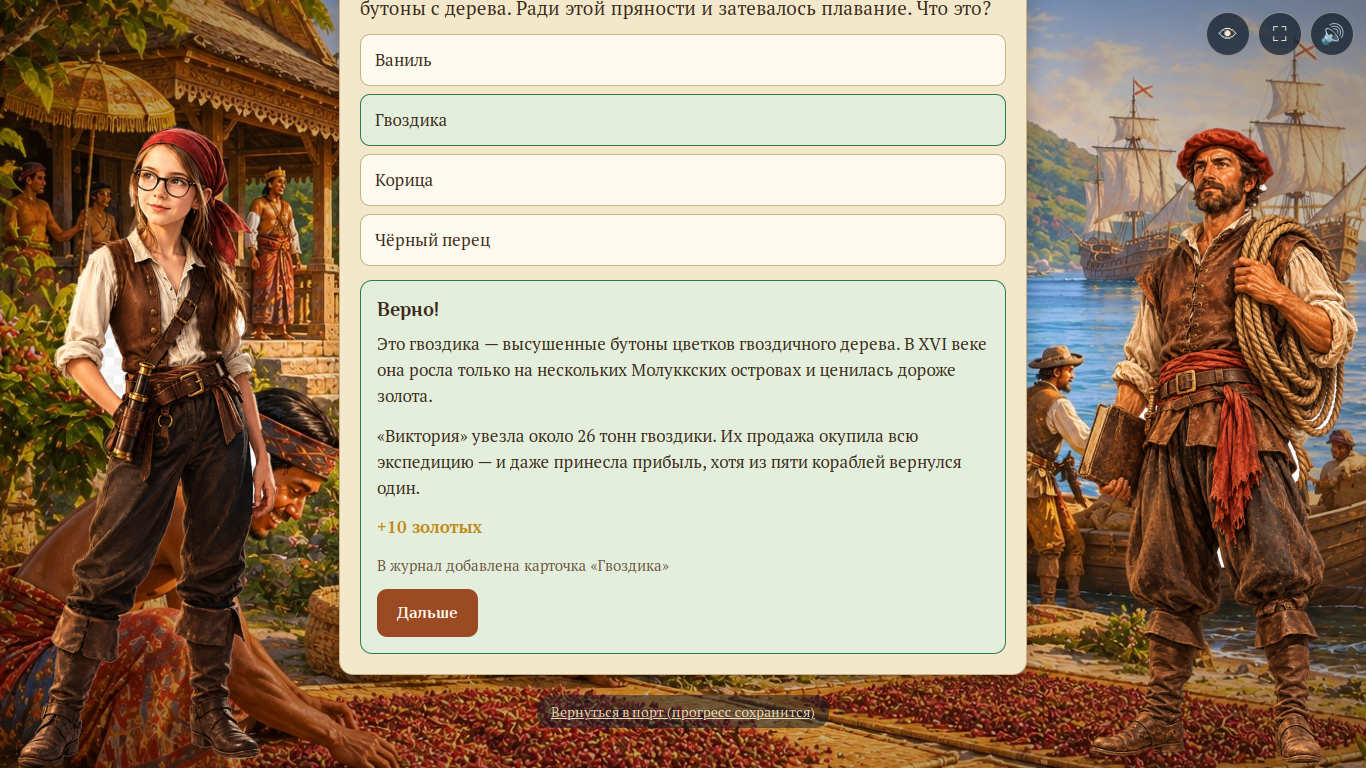 бутоны с дерева. Ради этой пряности и затевалось плавание. Что это?
Ваниль
Гвоздика
Корица
Чёрный перец
Верно!
Это гвоздика — высушенные бутоны цветков гвоздичного дерева. В XVI веке
она росла только на нескольких Молуккских островах и ценилась дороже
золота.
«Виктория» увезла около 26 тонн гвоздики. Их продажа окупила всю
экспедицию — и даже принесла прибыль, хотя из пяти кораблей вернулся
один.
+10 золотых
В журнал добавлена карточка «Гвоздика»
Дальше
Вернуться в порт (прогресс сохранится)